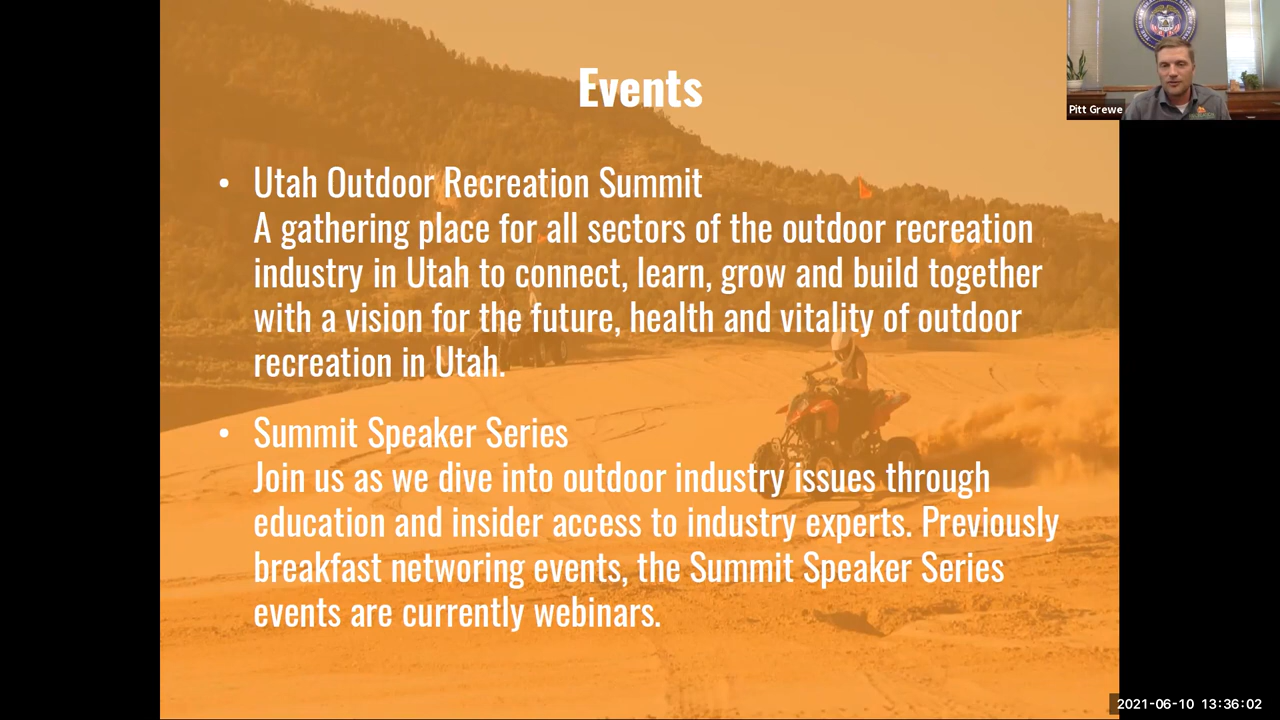 Events
• Utah Outdoor Recreation Summit
A gathering place for all sectors of the outdoor recreation
industry in Utah to connect, learn, grow and build together
with a vision for the future, health and vitality of outdoor
recreation in Utah.
• Summit Speaker Series
Join us as we dive into outdoor industry issues through
education and insider access to industry experts. Previously
breakfast networing events, the Summit Speaker Series
events are currently webinars.
Pitt Grewe
2021-06-10 13:36:02